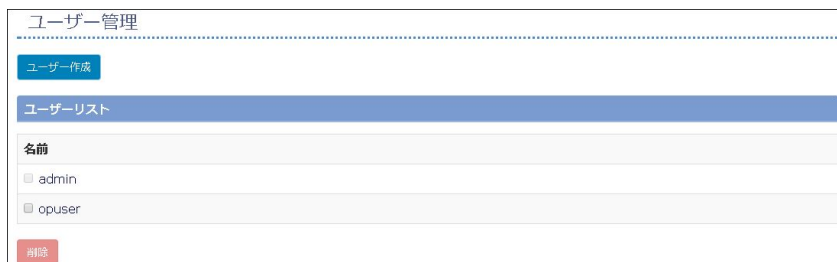 ユーザー管理
ユーザー作成
ユーザーリスト
名前
admin
opuser
削除